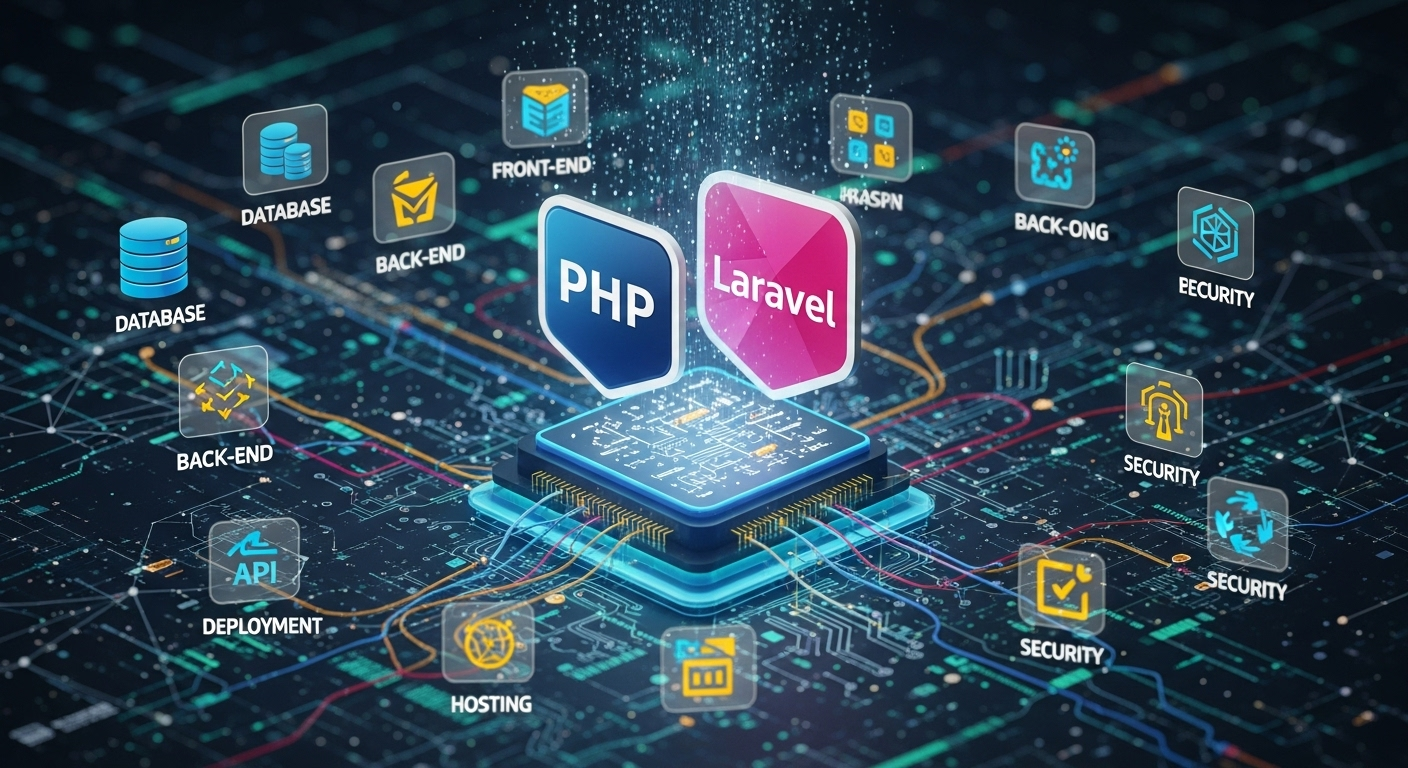 FRONT-END
DATABASE
BACK-END
BACK-ONG
BECURITY
DATABASE
PHP
Laravel
BACK-END
SECURITY
API
DEPLOYMENT
SECURITY
SECURITY
HOSTING